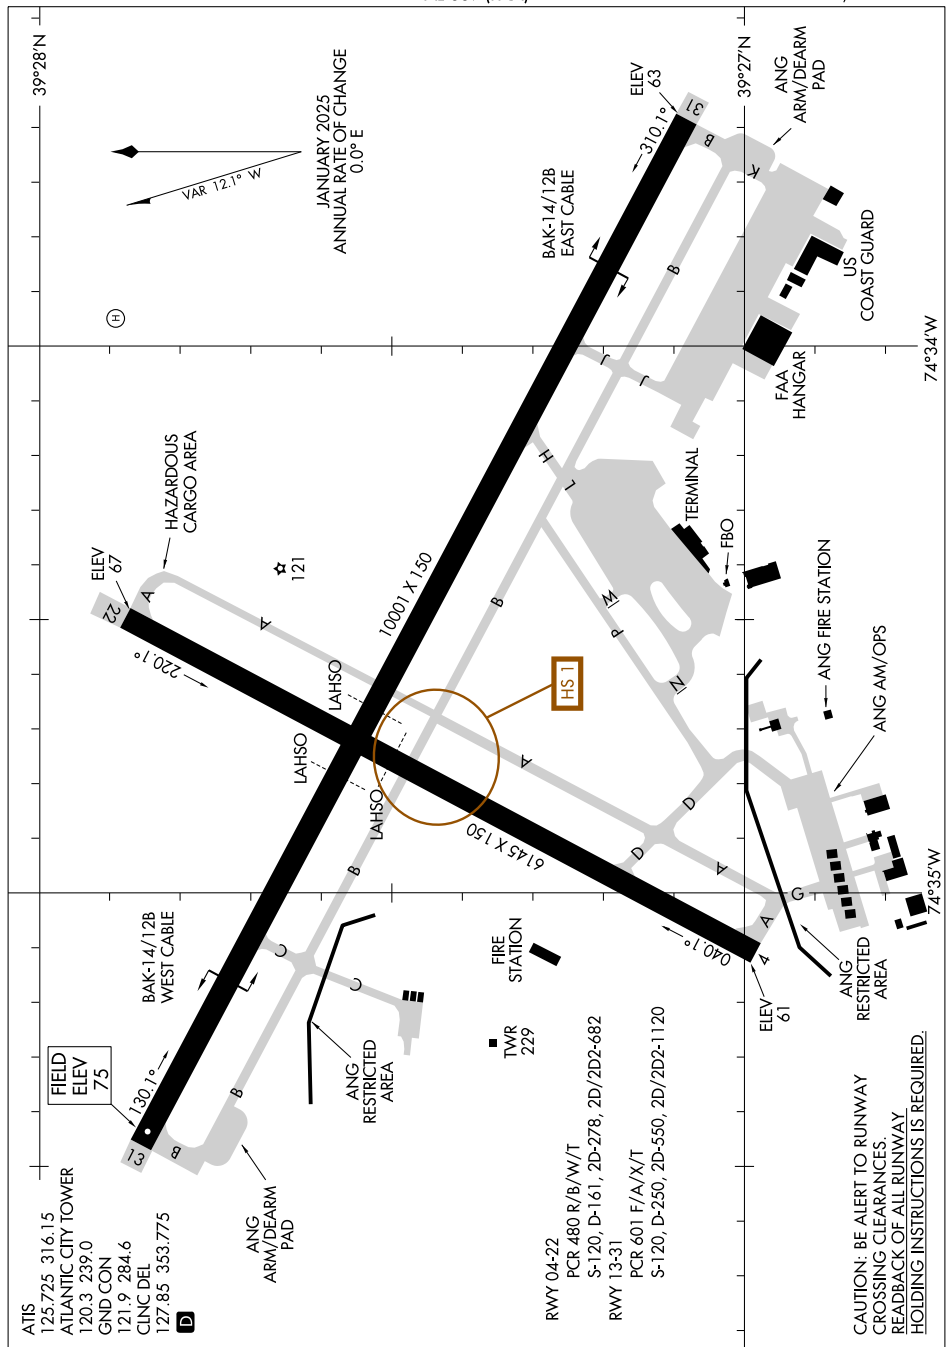 39°28'N
JANUARY 2025
ANNUAL RATE OF CHANGE
0.0° E
VAR 12.1° W
H
ELEV
63
31
310.1°
39°27'N
ANG
ARM/DEARM
PAD
B
K
BAK-14/12B
EAST CABLE
B
US
COAST GUARD
J
J
FAA
HANGAR
74°34'W
HAZARDOUS
CARGO AREA
ELEV
67
22
A
220.1°
121
A
10001 X 150
H
L
TERMINAL
FBO
B
P
M
N
HS 1
LAHSO
LAHSO
LAHSO
A
6145 X 150
D
D
ANG FIRE STATION
ANG AM/OPS
B
A
A
G
74°35'W
040.1°
4
ELEV
61
ANG
RESTRICTED
AREA
BAK-14/12B
WEST CABLE
C
C
FIRE
STATION
TWR
229
ANG
RESTRICTED
AREA
FIELD
ELEV
75
130.1°
13
B
B
ANG
ARM/DEARM
PAD
ATIS
125.725 316.15
ATLANTIC CITY TOWER
120.3 239.0
GND CON
121.9 284.6
CLNC DEL
127.85 353.775
D
RWY 04-22
PCR 480 R/B/W/T
S-120, D-161, 2D-278, 2D/2D2-682
RWY 13-31
PCR 601 F/A/X/T
S-120, D-250, 2D-550, 2D/2D2-1120
CAUTION: BE ALERT TO RUNWAY
CROSSING CLEARANCES.
READBACK OF ALL RUNWAY
HOLDING INSTRUCTIONS IS REQUIRED.